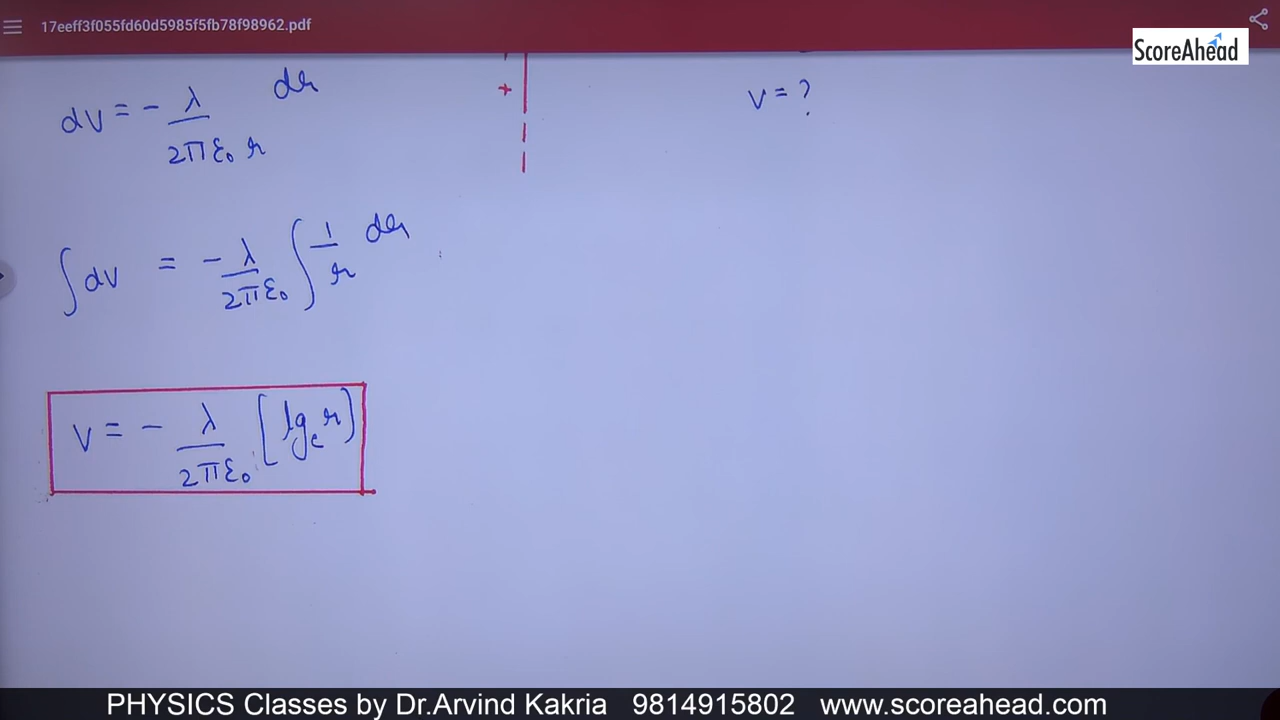 17eeff3f055fd60d5985f5fb78f98962.pdf
ScoreAhead
dv = - λ/2πε₀r dr
+
v = ?
∫dv = -λ/2πε₀ ∫ 1/r dr
v = - λ/2πε₀ [log_e r]
PHYSICS Classes by Dr.Arvind Kakria 9814915802 www.scoreahead.com